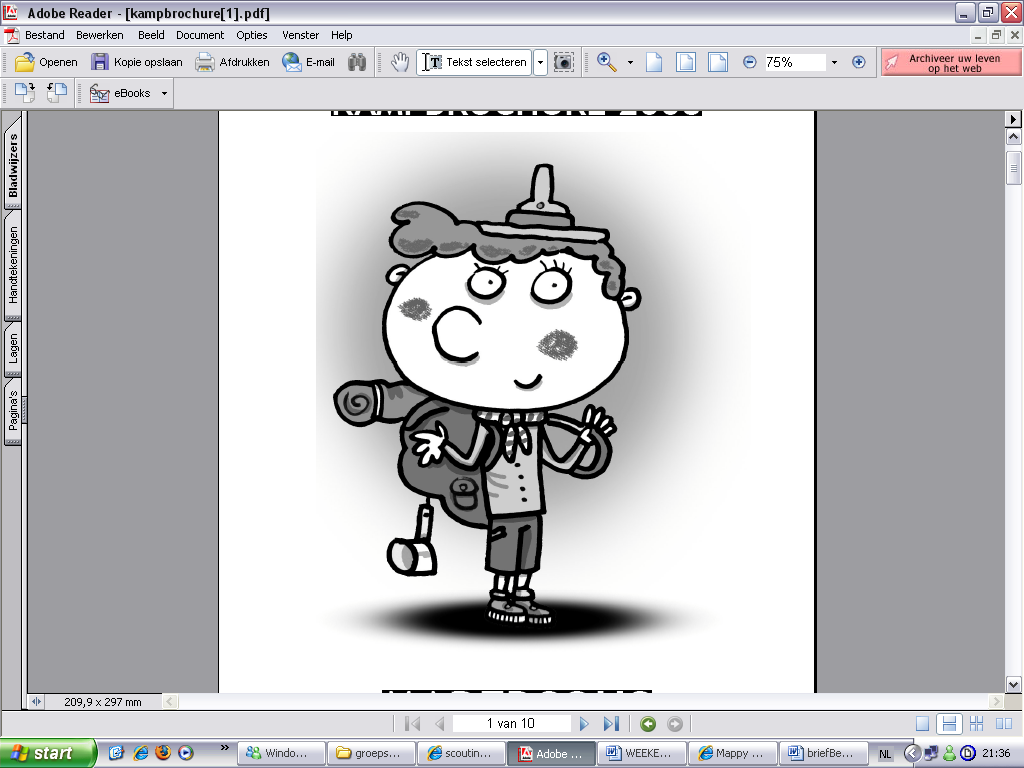 Adobe Reader - [kampbrochure[1].pdf]
Bestand Bewerken Beeld Document Opties Venster Help
Openen Kopie opslaan Afdrukken E-mail Tekst selecteren 75% Archiveer uw leven
op het web
eBooks
Bladwijzers
Handtekeningen
Lagen
Pagina's
209,9 x 297 mm
1 van 10
start » Windo... groeps... scoutin... Adobe ... WEEKE... Mappy ... briefBe... NL 21:36